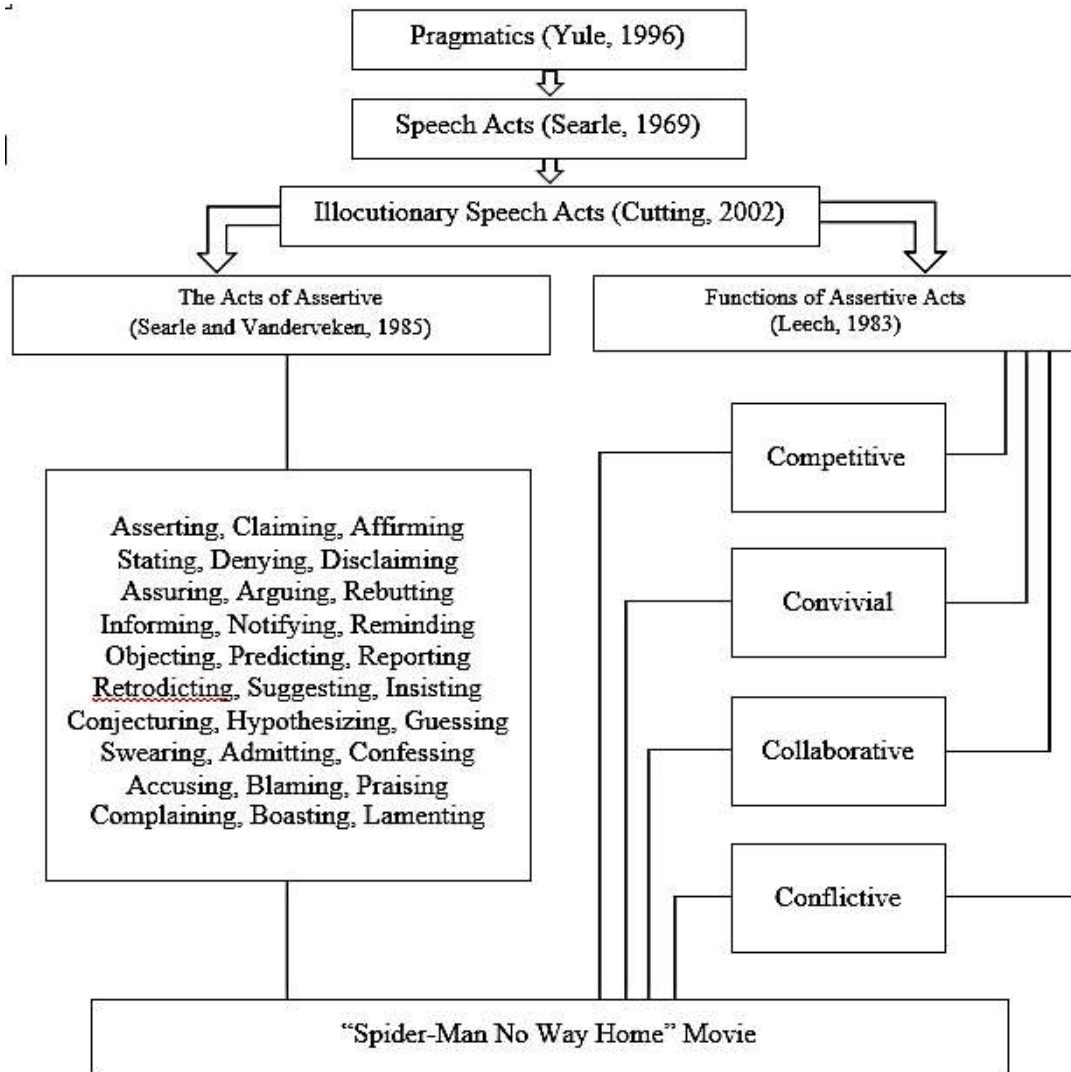 Pragmatics (Yule, 1996)
Speech Acts (Searle, 1969)
Illocutionary Speech Acts (Cutting, 2002)
The Acts of Assertive
(Searle and Vanderveken, 1985)
Functions of Assertive Acts
(Leech, 1983)
Asserting, Claiming, Affirming
Stating, Denying, Disclaiming
Assuring, Arguing, Rebutting
Informing, Notifying, Reminding
Objecting, Predicting, Reporting
Retrodicting, Suggesting, Insisting
Conjecturing, Hypothesizing, Guessing
Swearing, Admitting, Confessing
Accusing, Blaming, Praising
Complaining, Boasting, Lamenting
Competitive
Convivial
Collaborative
Conflictive
“Spider-Man No Way Home” Movie